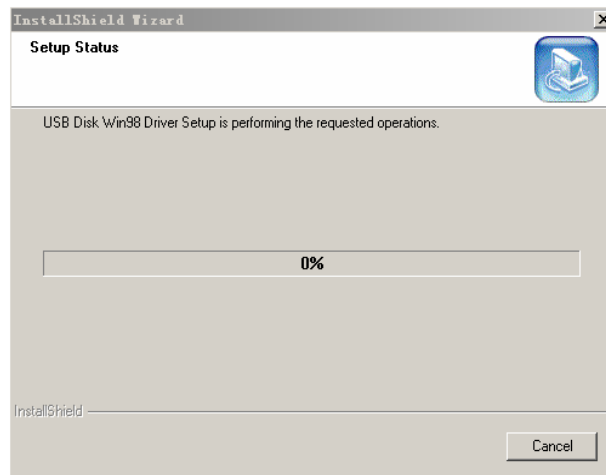 InstallShield Wizard
Setup Status
USB Disk Win98 Driver Setup is performing the requested operations.
0%
InstallShield
Cancel